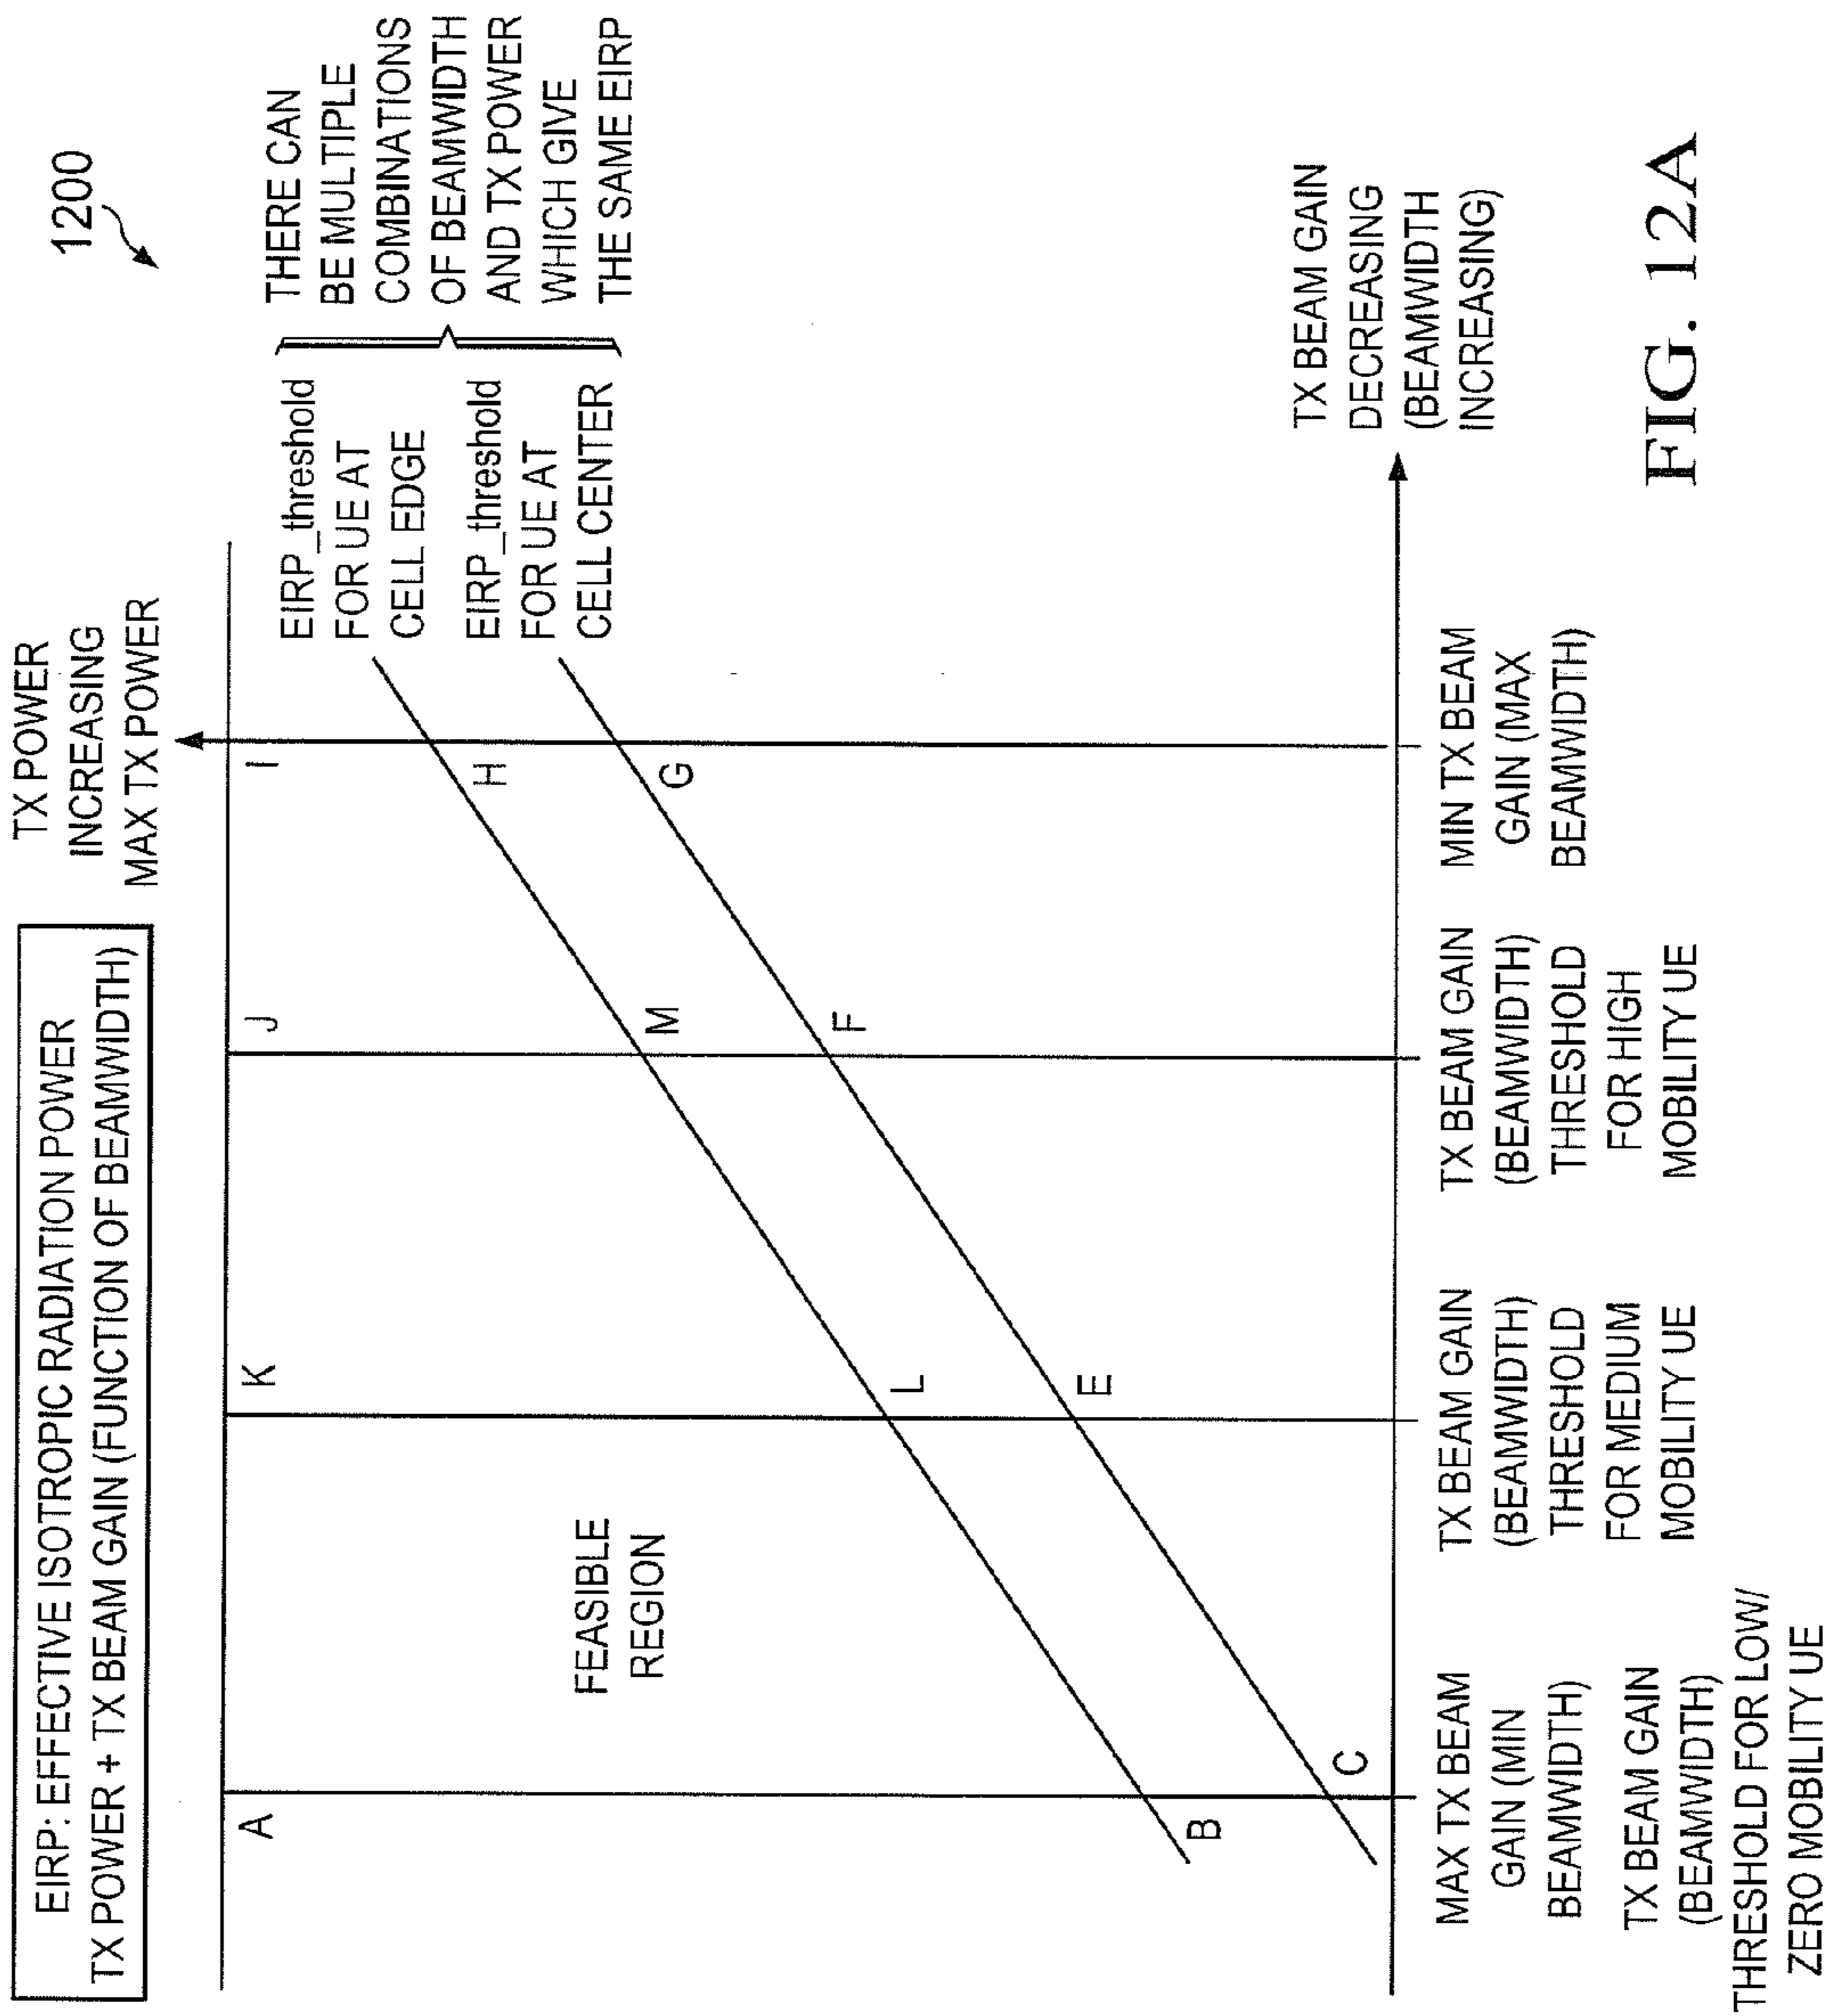 1200
EIRP: EFFECTIVE ISOTROPIC RADIATION POWER
TX POWER + TX BEAM GAIN (FUNCTION OF BEAMWIDTH)
TX POWER
INCREASING
MAX TX POWER
A
K
J
I
THERE CAN
BE MULTIPLE
COMBINATIONS
OF BEAMWIDTH
AND TX POWER
WHICH GIVE
THE SAME EIRP
EIRP_threshold
FOR UE AT
CELL EDGE
EIRP_threshold
FOR UE AT
CELL CENTER
H
G
M
F
FEASIBLE
REGION
L
E
B
C
TX BEAM GAIN
DECREASING
(BEAMWIDTH
INCREASING)
MAX TX BEAM
GAIN (MIN
BEAMWIDTH)
TX BEAM GAIN
(BEAMWIDTH)
THRESHOLD FOR LOW/
ZERO MOBILITY UE
TX BEAM GAIN
(BEAMWIDTH)
THRESHOLD
FOR MEDIUM
MOBILITY UE
TX BEAM GAIN
(BEAMWIDTH)
THRESHOLD
FOR HIGH
MOBILITY UE
MIN TX BEAM
GAIN (MAX
BEAMWIDTH)
FIG. 12A